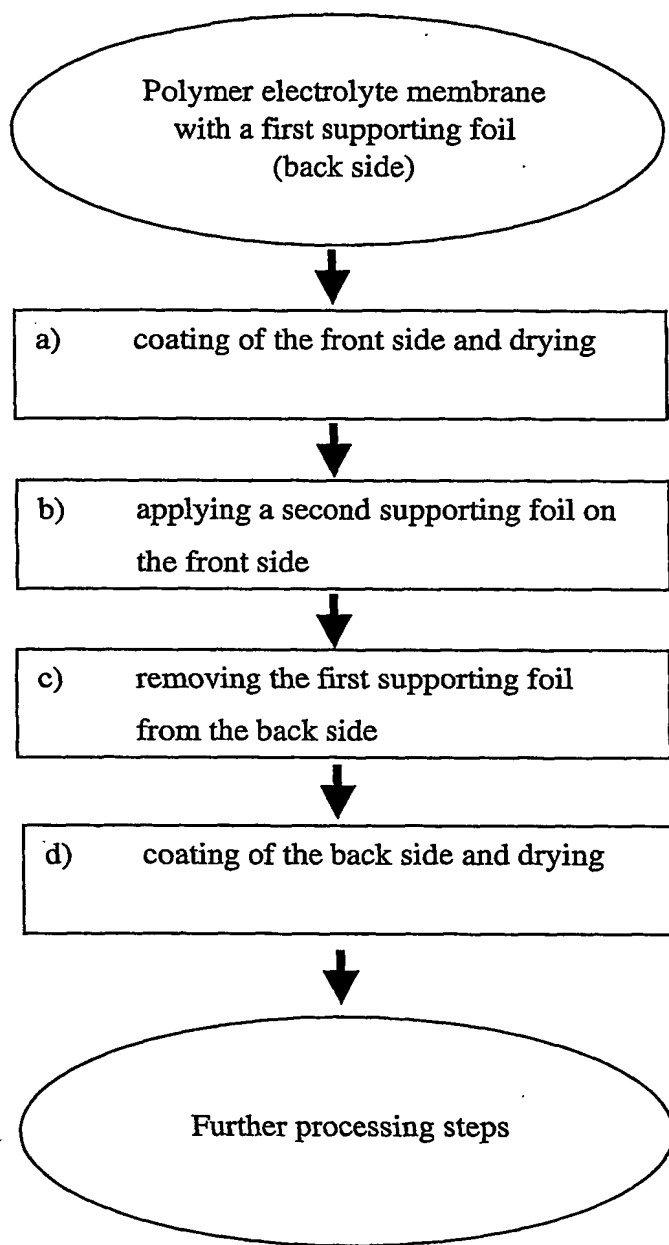 Polymer electrolyte membrane
with a first supporting foil
(back side)
a) coating of the front side and drying
b) applying a second supporting foil on
the front side
c) removing the first supporting foil
from the back side
d) coating of the back side and drying
Further processing steps